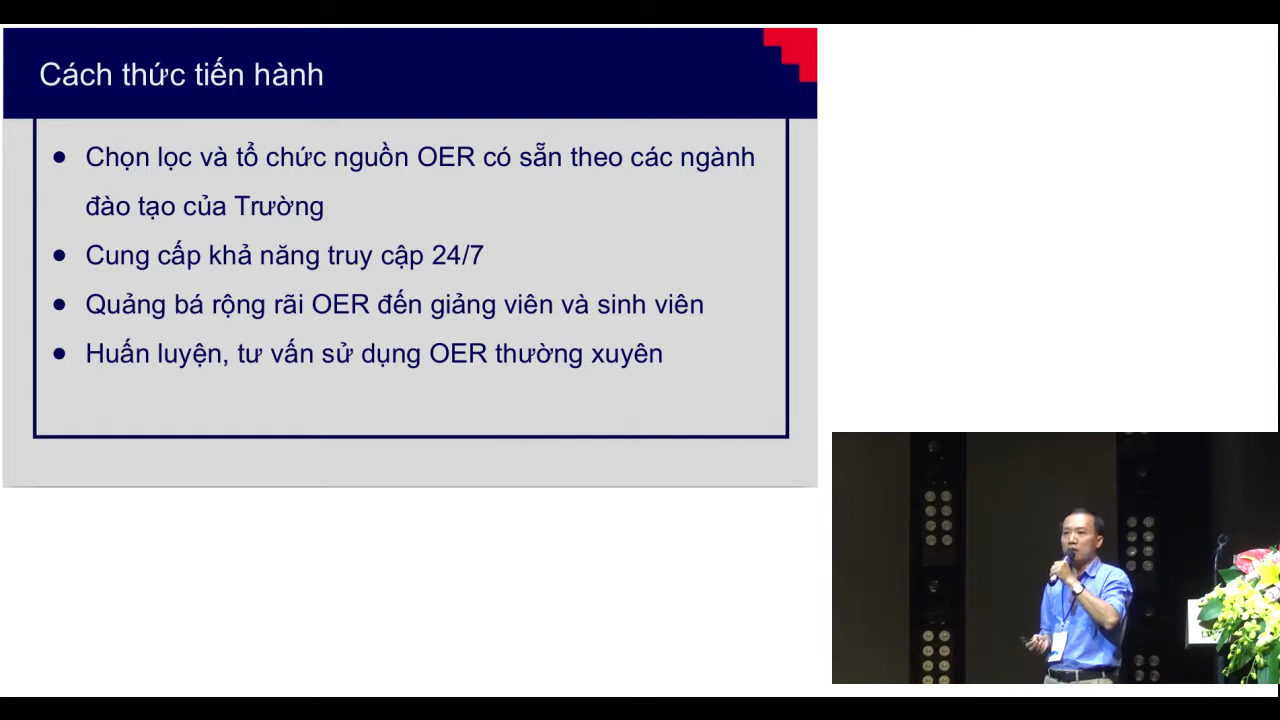 Cách thức tiến hành
● Chọn lọc và tổ chức nguồn OER có sẵn theo các ngành
đào tạo của Trường
● Cung cấp khả năng truy cập 24/7
● Quảng bá rộng rãi OER đến giảng viên và sinh viên
● Huấn luyện, tư vấn sử dụng OER thường xuyên